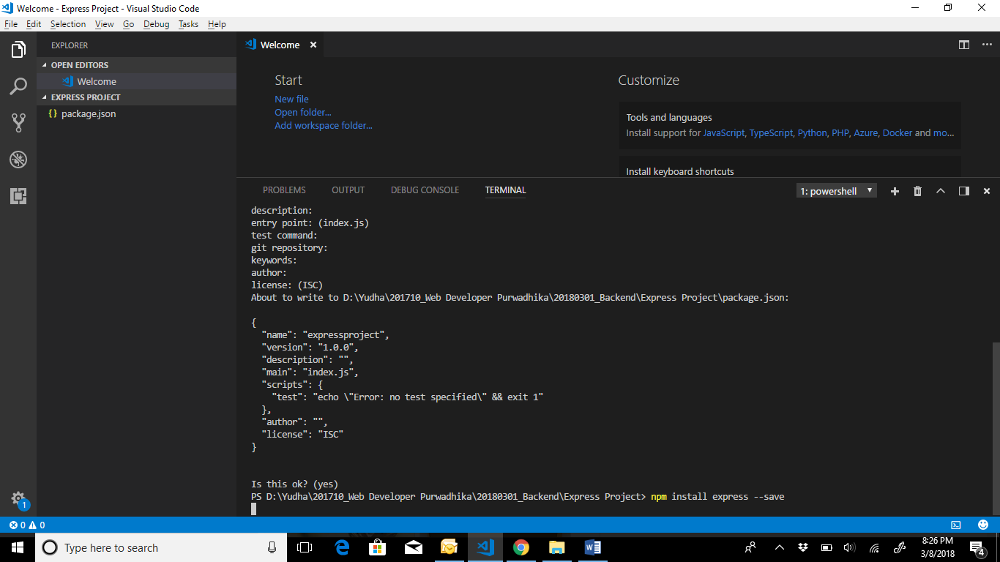 Welcome - Express Project - Visual Studio Code
File Edit Selection View Go Debug Tasks Help
EXPLORER
OPEN EDITORS
Welcome
EXPRESS PROJECT
{} package.json
1
Welcome
Start
New file
Open folder...
Add workspace folder...
Customize
Tools and languages
Install support for JavaScript, TypeScript, Python, PHP, Azure, Docker and mo...
Install keyboard shortcuts
PROBLEMS OUTPUT DEBUG CONSOLE TERMINAL 1: powershell
description:
entry point: (index.js)
test command:
git repository:
keywords:
author:
license: (ISC)
About to write to D:\Yudha\201710_Web Developer Purwadhika\20180301_Backend\Express Project\package.json:
{
"name": "expressproject",
"version": "1.0.0",
"description": "",
"main": "index.js",
"scripts": {
"test": "echo \"Error: no test specified\" && exit 1"
},
"author": "",
"license": "ISC"
}
Is this ok? (yes)
PS D:\Yudha\201710_Web Developer Purwadhika\20180301_Backend\Express Project> npm install express --save
0 0
Type here to search
8:26 PM
3/8/2018
4